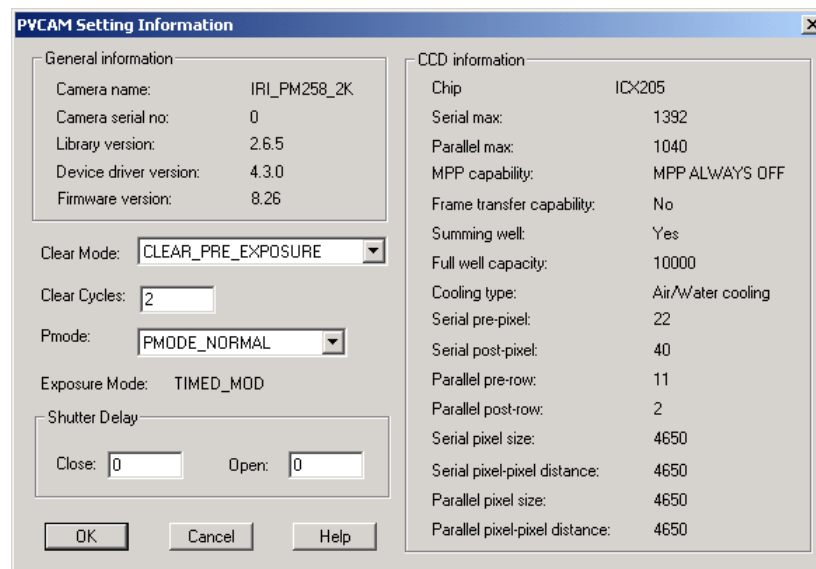 PVCAM Setting Information
General information
Camera name: IRI_PM258_2K
Camera serial no: 0
Library version: 2.6.5
Device driver version: 4.3.0
Firmware version: 8.26
Clear Mode: CLEAR_PRE_EXPOSURE
Clear Cycles: 2
Pmode: PMODE_NORMAL
Exposure Mode: TIMED_MOD
Shutter Delay
Close: 0 Open: 0
OK Cancel Help
CCD information
Chip ICX205
Serial max: 1392
Parallel max: 1040
MPP capability: MPP ALWAYS OFF
Frame transfer capability: No
Summing well: Yes
Full well capacity: 10000
Cooling type: Air/Water cooling
Serial pre-pixel: 22
Serial post-pixel: 40
Parallel pre-row: 11
Parallel post-row: 2
Serial pixel size: 4650
Serial pixel-pixel distance: 4650
Parallel pixel size: 4650
Parallel pixel-pixel distance: 4650